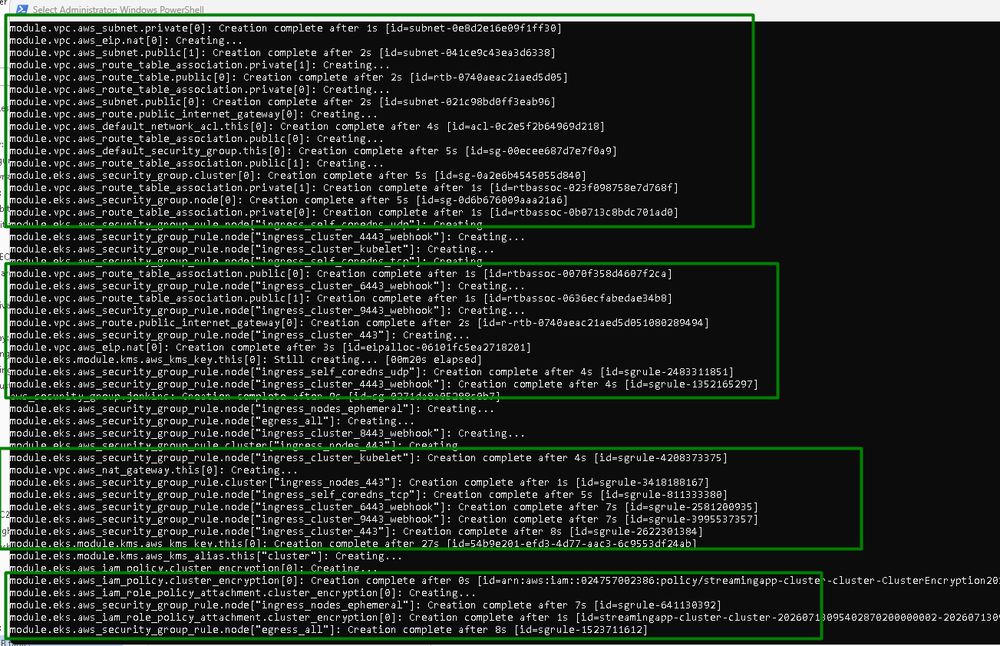 Select Administrator: Windows PowerShell
module.vpc.aws_subnet.private[0]: Creation complete after 1s [id=subnet-0e8d2e16e09f1ff30]
module.vpc.aws_eip.nat[0]: Creating...
module.vpc.aws_subnet.public[1]: Creation complete after 2s [id=subnet-041ce9c43ea3d6338]
module.vpc.aws_route_table_association.private[1]: Creating...
module.vpc.aws_route_table.public[0]: Creation complete after 2s [id=rtb-0740aeac21aed5d05]
module.vpc.aws_route_table_association.private[0]: Creating...
module.vpc.aws_subnet.public[0]: Creation complete after 2s [id=subnet-021c98bd0ff3eab96]
module.vpc.aws_route.public_internet_gateway[0]: Creating...
module.vpc.aws_default_network_acl.this[0]: Creation complete after 4s [id=acl-0c2e5f2b64969d218]
module.vpc.aws_route_table_association.public[0]: Creating...
module.vpc.aws_default_security_group.this[0]: Creation complete after 5s [id=sg-00ecee687d7e7f0a9]
module.vpc.aws_route_table_association.public[1]: Creating...
module.eks.aws_security_group.cluster[0]: Creation complete after 5s [id=sg-0a2e6b4545055d840]
module.vpc.aws_route_table_association.private[1]: Creation complete after 1s [id=rtbassoc-023f098758e7d768f]
module.eks.aws_security_group.node[0]: Creation complete after 5s [id=sg-0d6b676009aaa21a6]
module.vpc.aws_route_table_association.private[0]: Creation complete after 1s [id=rtbassoc-0b0713c8bdc701ad0]
module.eks.aws_security_group_rule.node["ingress_self_coredns_udp"]: Creating...
module.eks.aws_security_group_rule.node["ingress_cluster_4443_webhook"]: Creating...
module.eks.aws_security_group_rule.node["ingress_cluster_kubelet"]: Creating...
module.eks.aws_security_group_rule.node["ingress_self_coredns_tcp"]: Creating...
module.vpc.aws_route_table_association.public[0]: Creation complete after 1s [id=rtbassoc-0070f358d4607f2ca]
module.eks.aws_security_group_rule.node["ingress_cluster_6443_webhook"]: Creating...
module.vpc.aws_route_table_association.public[1]: Creation complete after 1s [id=rtbassoc-0636ecfabedae34b8]
module.eks.aws_security_group_rule.node["ingress_cluster_9443_webhook"]: Creating...
module.vpc.aws_route.public_internet_gateway[0]: Creation complete after 2s [id=r-rtb-0740aeac21aed5d051080289494]
module.eks.aws_security_group_rule.node["ingress_cluster_443"]: Creating...
module.vpc.aws_eip.nat[0]: Creation complete after 3s [id=eipalloc-06101fc5ea2718201]
module.eks.module.kms.aws_kms_key.this[0]: Still creating... [00m20s elapsed]
module.eks.aws_security_group_rule.node["ingress_self_coredns_udp"]: Creation complete after 4s [id=sgrule-2483311851]
module.eks.aws_security_group_rule.node["ingress_cluster_4443_webhook"]: Creation complete after 4s [id=sgrule-1352165297]
aws_security_group.jenkins: Creation complete after 9s
module.eks.aws_security_group_rule.node["ingress_nodes_ephemeral"]: Creating...
module.eks.aws_security_group_rule.node["egress_all"]: Creating...
module.eks.aws_security_group_rule.node["ingress_cluster_8443_webhook"]: Creating...
module.eks.aws_security_group_rule.cluster["ingress_nodes_443"]: Creating...
module.eks.aws_security_group_rule.node["ingress_cluster_kubelet"]: Creation complete after 4s [id=sgrule-4208373375]
module.vpc.aws_nat_gateway.this[0]: Creating...
module.eks.aws_security_group_rule.cluster["ingress_nodes_443"]: Creation complete after 1s [id=sgrule-3418188167]
module.eks.aws_security_group_rule.node["ingress_self_coredns_tcp"]: Creation complete after 5s [id=sgrule-811333380]
module.eks.aws_security_group_rule.node["ingress_cluster_6443_webhook"]: Creation complete after 7s [id=sgrule-2581200935]
module.eks.aws_security_group_rule.node["ingress_cluster_9443_webhook"]: Creation complete after 7s [id=sgrule-3995537357]
module.eks.aws_security_group_rule.node["ingress_cluster_443"]: Creation complete after 8s [id=sgrule-2622301384]
module.eks.module.kms.aws_kms_key.this[0]: Creation complete after 27s [id=54b9e201-efd3-4d77-aac3-6c9553df24ab]
module.eks.module.kms.aws_kms_alias.this["cluster"]: Creating...
module.eks.aws_iam_policy.cluster_encryption[0]: Creating...
module.eks.aws_iam_policy.cluster_encryption[0]: Creation complete after 0s [id=arn:aws:iam::024757002386:policy/streamingapp-cluster-cluster-ClusterEncryption20
module.eks.aws_iam_role_policy_attachment.cluster_encryption[0]: Creating...
module.eks.aws_security_group_rule.node["ingress_nodes_ephemeral"]: Creation complete after 7s [id=sgrule-641130392]
module.eks.aws_iam_role_policy_attachment.cluster_encryption[0]: Creation complete after 1s [id=streamingapp-cluster-cluster-20260713095402870200000002-202607130
module.eks.aws_security_group_rule.node["egress_all"]: Creation complete after 8s [id=sgrule-1523711612]